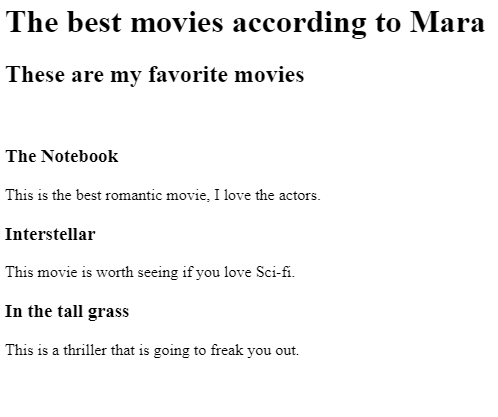 The best movies according to Mara
These are my favorite movies
The Notebook
This is the best romantic movie, I love the actors.
Interstellar
This movie is worth seeing if you love Sci-fi.
In the tall grass
This is a thriller that is going to freak you out.